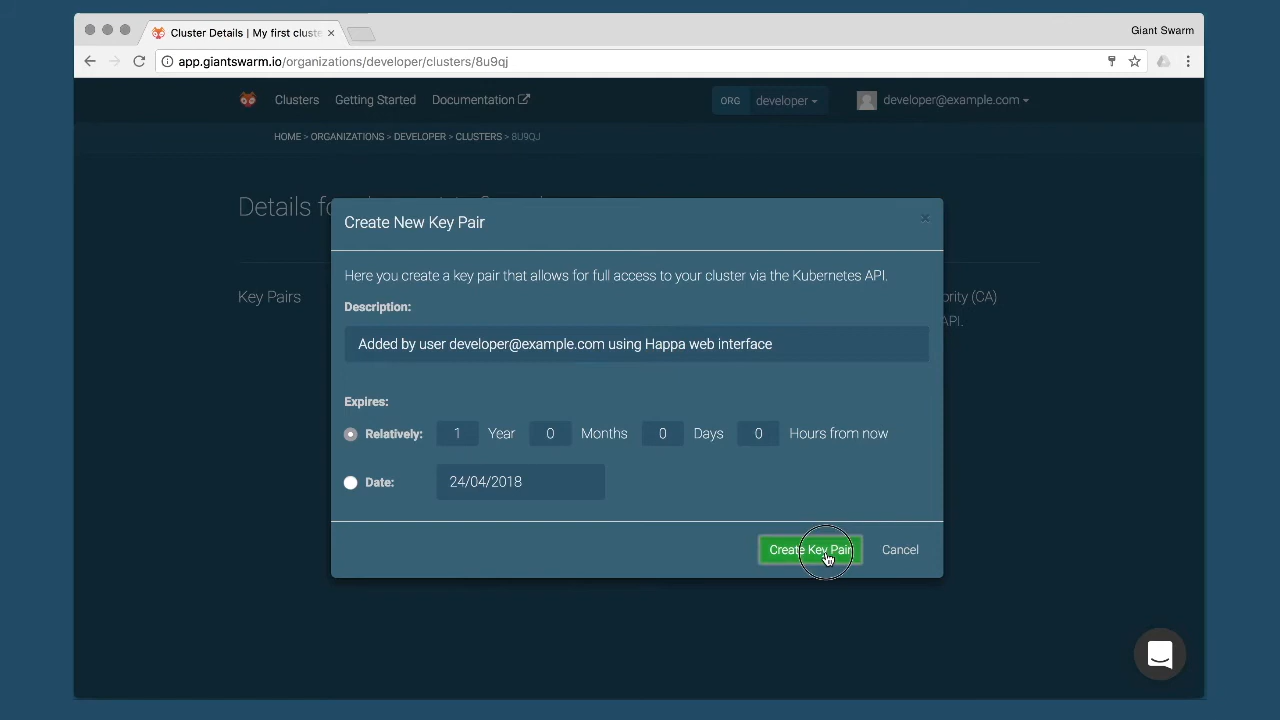 Cluster Details | My first cluste
Giant Swarm
app.giantswarm.io/organizations/developer/clusters/8u9qj
Clusters Getting Started Documentation ORG developer developer@example.com
HOME > ORGANIZATIONS > DEVELOPER > CLUSTERS > 8U9QJ
Details fo
Create New Key Pair
×
Here you create a key pair that allows for full access to your cluster via the Kubernetes API.
Key Pairs
ority (CA)
API.
Description:
Added by user developer@example.com using Happa web interface
Expires:
Relatively: 1 Year 0 Months 0 Days 0 Hours from now
Date: 24/04/2018
Create Key Pair Cancel